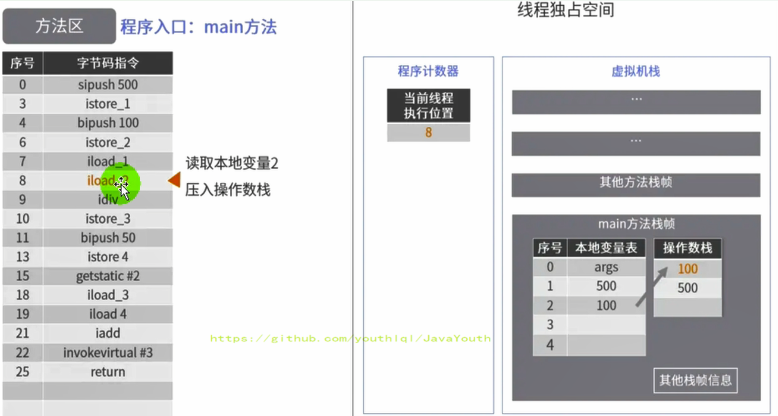 方法区
程序入口：main方法
序号 字节码指令
0 sipush 500
3 istore_1
4 bipush 100
6 istore_2
7 iload_1
8
9 idiv
10 istore_3
11 bipush 50
13 istore 4
15 getstatic #2
18 iload_3
19 iload 4
21 iadd
22 invokevirtual #3
25 return
读取本地变量2
压入操作数栈
https://github.com/youthlql/JavaYouth
线程独占空间
程序计数器
当前线程
执行位置
8
虚拟机栈
...
...
其他方法栈帧
main方法栈帧
序号 本地变量表
0 args
1 500
2 100
3
4
操作数栈
100
500
其他栈帧信息